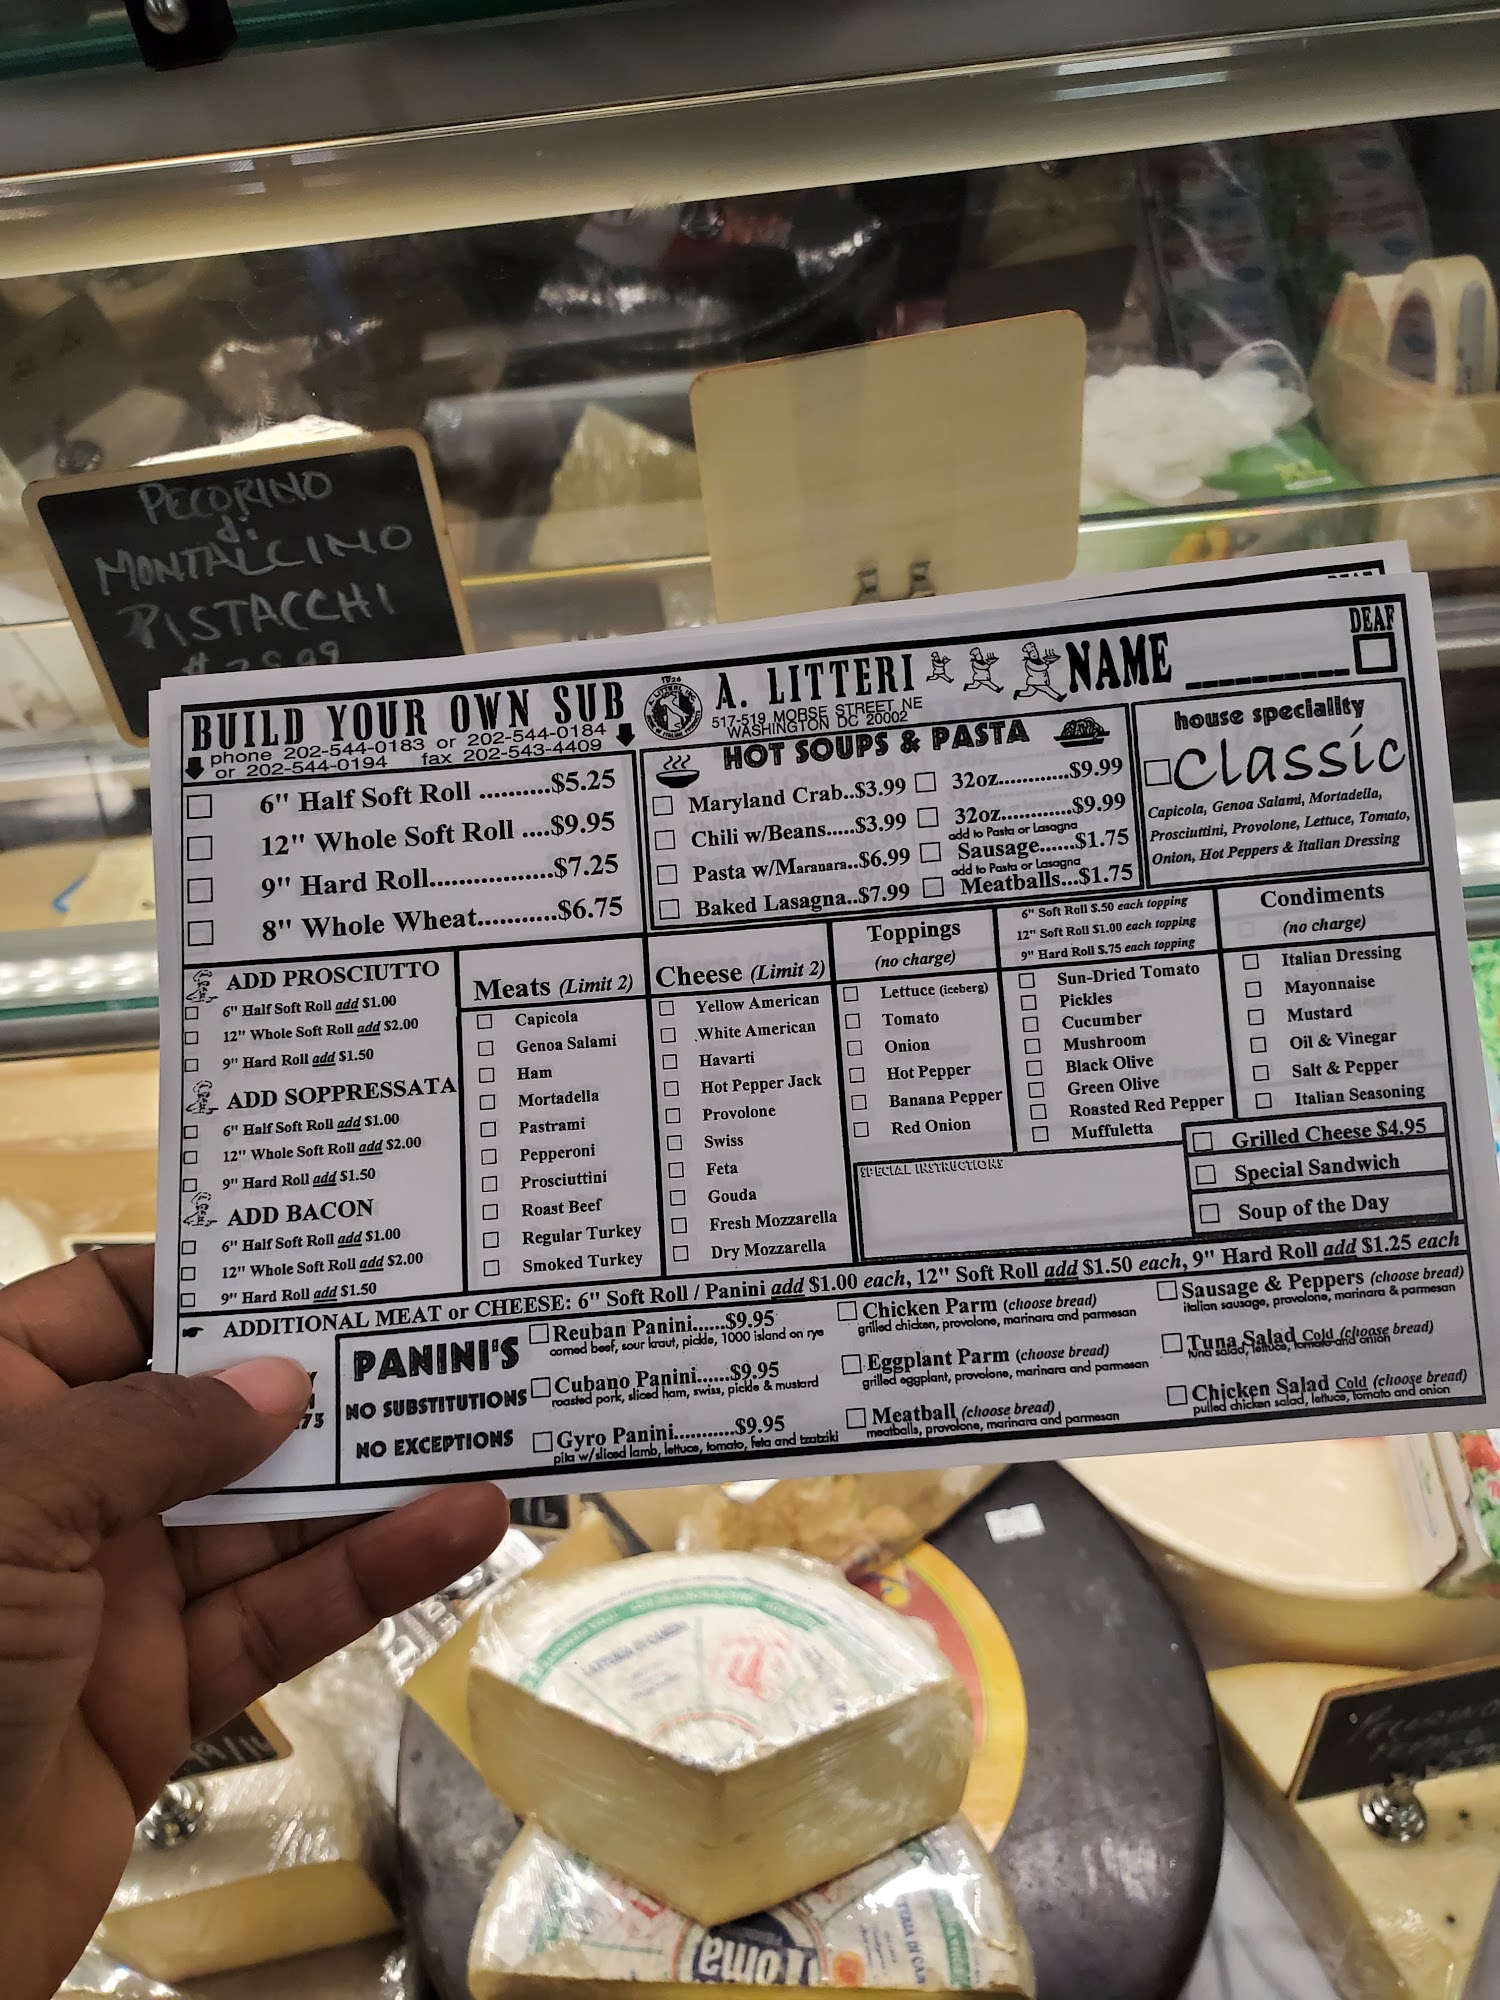 PECORINO
di
MONTALCINO
PISTACCHI
BUILD YOUR OWN SUB
phone 202-544-0183 or 202-544-0184
or 202-544-0194 fax 202-543-4409
1926
A. LITTERI
517-519 MORSE STREET NE
WASHINGTON DC 20002
NAME
DEAF
6" Half Soft Roll ..........$5.25
12" Whole Soft Roll ....$9.95
9" Hard Roll..................$7.25
8" Whole Wheat...........$6.75
HOT SOUPS & PASTA
Maryland Crab..$3.99
32oz............$9.99
Chili w/Beans.....$3.99
32oz............$9.99
add to Pasta or Lasagna
Pasta w/Maranara..$6.99
Sausage......$1.75
add to Pasta or Lasagna
Baked Lasagna..$7.99
Meatballs...$1.75
house speciality
Classic
Capicola, Genoa Salami, Mortadella,
Prosciuttini, Provolone, Lettuce, Tomato,
Onion, Hot Peppers & Italian Dressing
ADD PROSCIUTTO
6" Half Soft Roll add $1.00
12" Whole Soft Roll add $2.00
9" Hard Roll add $1.50
ADD SOPPRESSATA
6" Half Soft Roll add $1.00
12" Whole Soft Roll add $2.00
9" Hard Roll add $1.50
ADD BACON
6" Half Soft Roll add $1.00
12" Whole Soft Roll add $2.00
9" Hard Roll add $1.50
Meats (Limit 2)
Capicola
Genoa Salami
Ham
Mortadella
Pastrami
Pepperoni
Prosciuttini
Roast Beef
Regular Turkey
Smoked Turkey
Cheese (Limit 2)
Yellow American
White American
Havarti
Hot Pepper Jack
Provolone
Swiss
Feta
Gouda
Fresh Mozzarella
Dry Mozzarella
Toppings
(no charge)
Lettuce (iceberg)
Tomato
Onion
Hot Pepper
Banana Pepper
Red Onion
6" Soft Roll $.50 each topping
12" Soft Roll $1.00 each topping
9" Hard Roll $.75 each topping
Sun-Dried Tomato
Pickles
Cucumber
Mushroom
Black Olive
Green Olive
Roasted Red Pepper
Muffuletta
Condiments
(no charge)
Italian Dressing
Mayonnaise
Mustard
Oil & Vinegar
Salt & Pepper
Italian Seasoning
SPECIAL INSTRUCTIONS
Grilled Cheese $4.95
Special Sandwich
Soup of the Day
ADDITIONAL MEAT or CHEESE: 6" Soft Roll / Panini add $1.00 each, 12" Soft Roll add $1.50 each, 9" Hard Roll add $1.25 each
PANINI'S
NO SUBSTITUTIONS
NO EXCEPTIONS
Reuban Panini......$9.95
corned beef, sour kraut, pickle, 1000 island on rye
Cubano Panini......$9.95
roasted pork, sliced ham, swiss, pickle & mustard
Gyro Panini...........$9.95
pita w/sliced lamb, lettuce, tomato, feta and tzatziki
Chicken Parm (choose bread)
grilled chicken, provolone, marinara and parmesan
Eggplant Parm (choose bread)
grilled eggplant, provolone, marinara and parmesan
Meatball (choose bread)
meatballs, provolone, marinara and parmesan
Sausage & Peppers (choose bread)
italian sausage, provolone, marinara & parmesan
Tuna Salad Cold (choose bread)
tuna salad, lettuce, tomato and onion
Chicken Salad Cold (choose bread)
pulled chicken salad, lettuce, tomato and onion
Toma